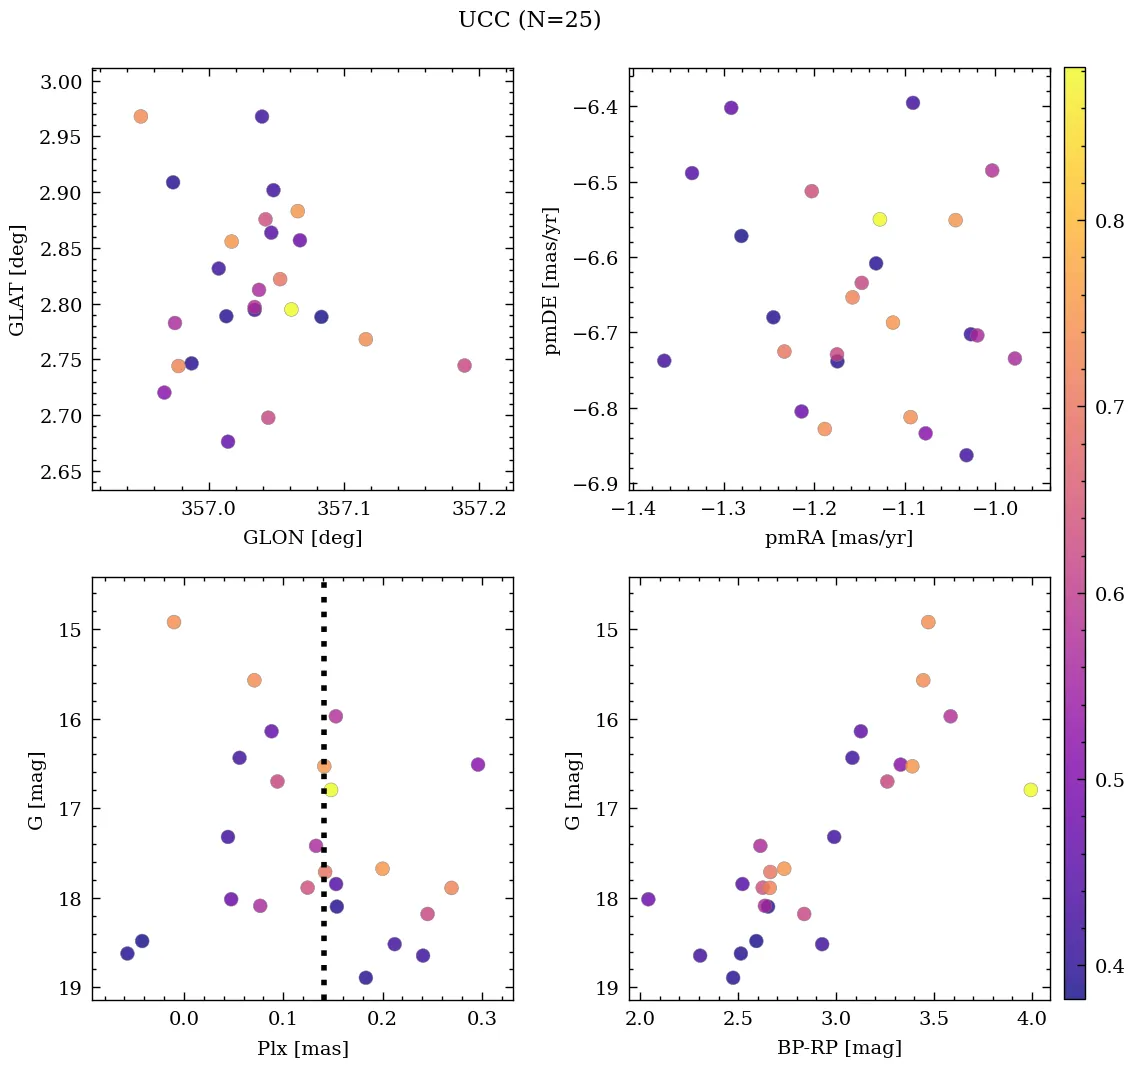 UCC (N=25)
3.00
2.95
2.90
2.85
2.80
2.75
2.70
2.65
GLAT [deg]
357.0 357.1 357.2
GLON [deg]
−6.4
−6.5
−6.6
−6.7
−6.8
−6.9
pmDE [mas/yr]
−1.4 −1.3 −1.2 −1.1 −1.0
pmRA [mas/yr]
0.8
0.7
0.6
0.5
0.4
15
16
17
18
19
G [mag]
0.0 0.1 0.2 0.3
Plx [mas]
15
16
17
18
19
G [mag]
2.0 2.5 3.0 3.5 4.0
BP-RP [mag]